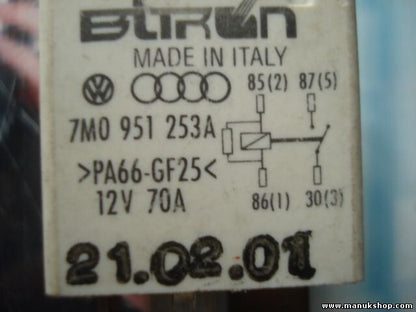 BITRON
MADE IN ITALY
85(2) 87(5)
7M0 951 253A
>PA66-GF25<
12V 70A
86(1) 30(3)
21.02.01
www.manukshop.com